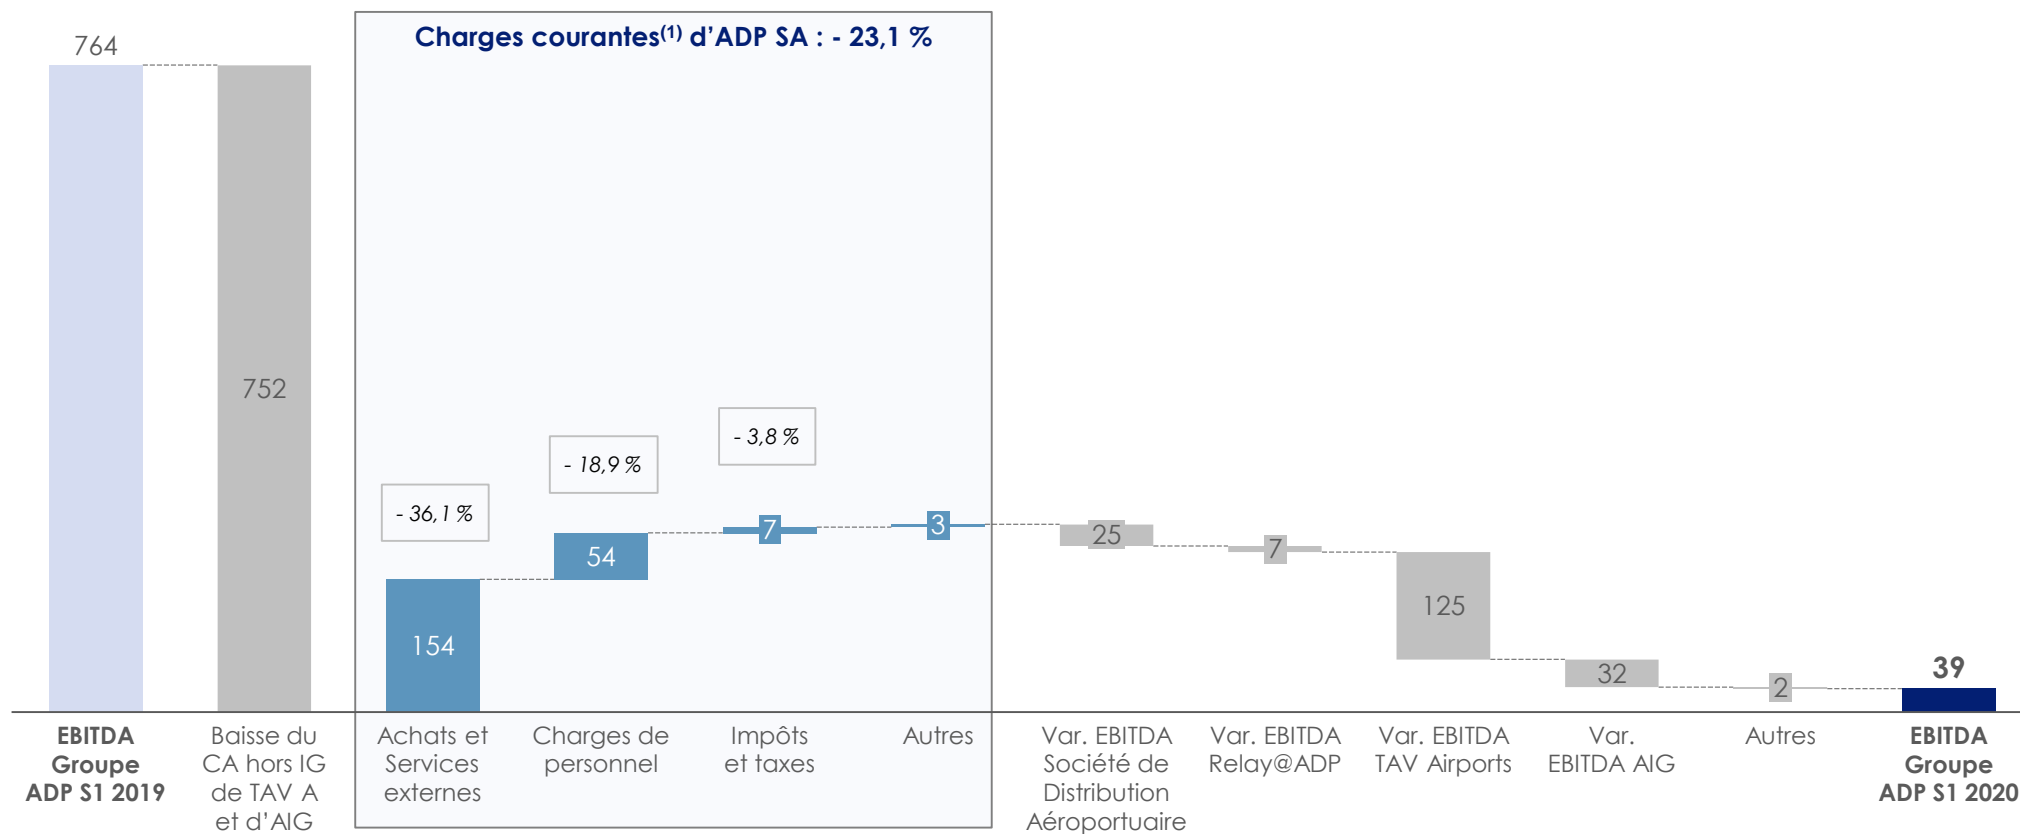 Charges courantes(1) d'ADP SA : - 23,1 %
764
752
- 36,1 %
- 18,9 %
- 3,8 %
154
54
7
3
25
7
125
32
2
39
EBITDA
Groupe
ADP S1 2019
Baisse du
CA hors IG
de TAV A
et d'AIG
Achats et
Services
externes
Charges de
personnel
Impôts
et taxes
Autres
Var. EBITDA
Société de
Distribution
Aéroportuaire
Var. EBITDA
Relay@ADP
Var. EBITDA
TAV Airports
Var.
EBITDA AIG
Autres
EBITDA
Groupe
ADP S1 2020